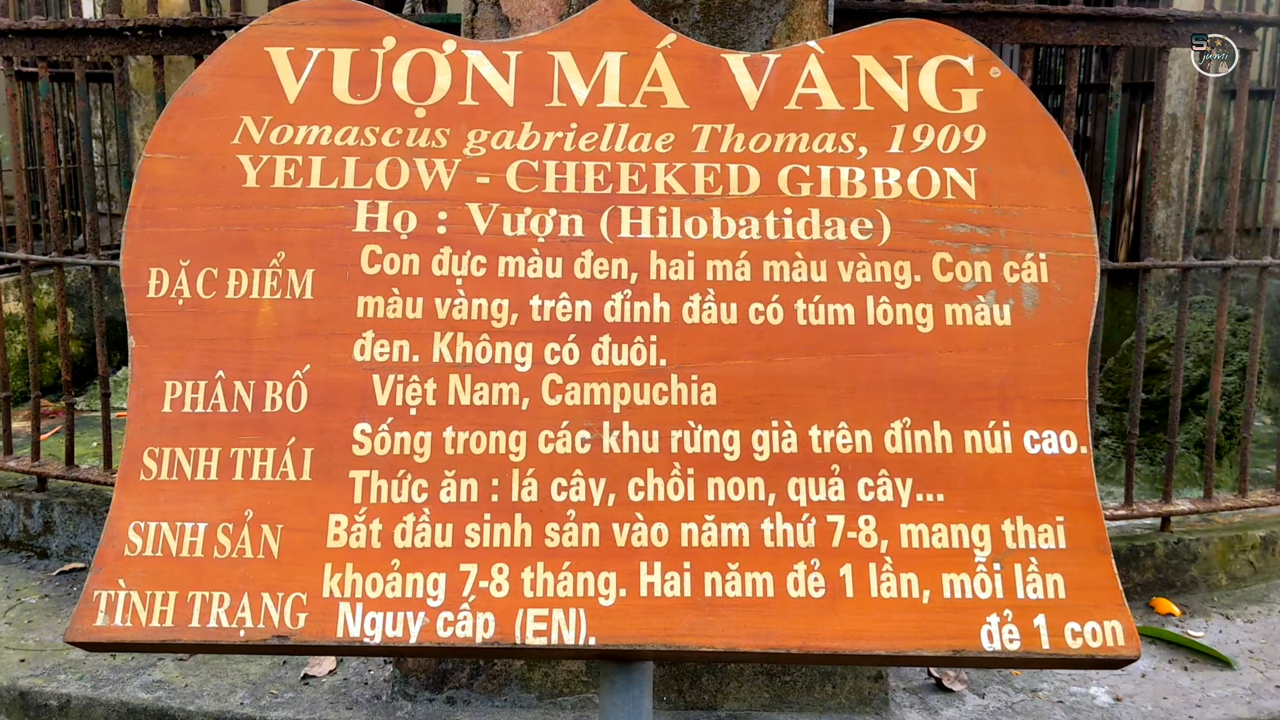 VƯỢN MÁ VÀNG
Nomascus gabriellae Thomas, 1909
YELLOW - CHEEKED GIBBON
Họ : Vượn (Hilobatidae)
ĐẶC ĐIỂM Con đực màu đen, hai má màu vàng. Con cái
màu vàng, trên đỉnh đầu có túm lông màu
đen. Không có đuôi.
PHÂN BỐ Việt Nam, Campuchia
SINH THÁI Sống trong các khu rừng già trên đỉnh núi cao.
Thức ăn : lá cây, chồi non, quả cây...
SINH SẢN Bắt đầu sinh sản vào năm thứ 7-8, mang thai
khoảng 7-8 tháng. Hai năm đẻ 1 lần, mỗi lần
đẻ 1 con
TÌNH TRẠNG Nguy cấp (EN).
S Jumi